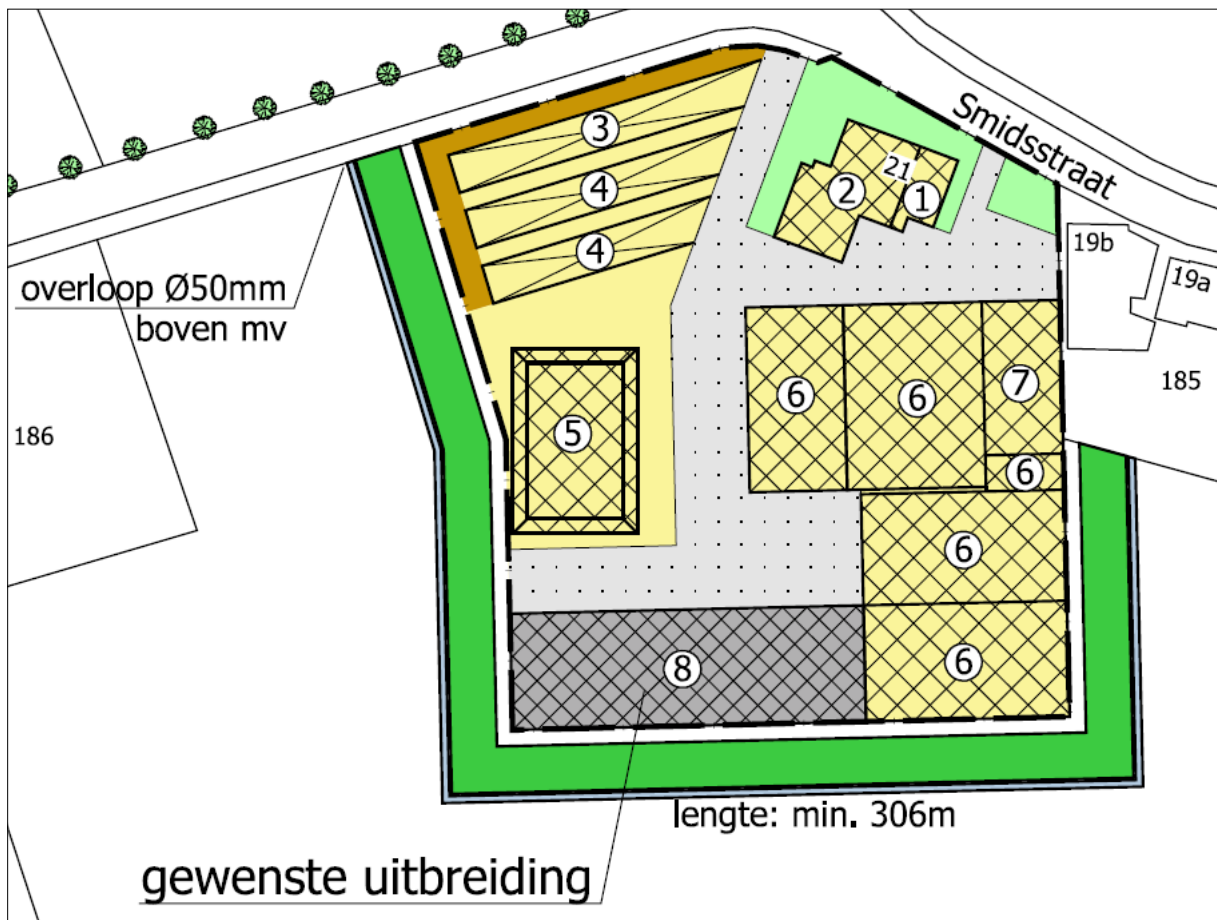 Smidsstraat
3
4
4
21
2
1
19b
19a
overloop Ø50mm
boven mv
185
186
5
6
6
7
6
6
6
8
lengte: min. 306m
gewenste uitbreiding